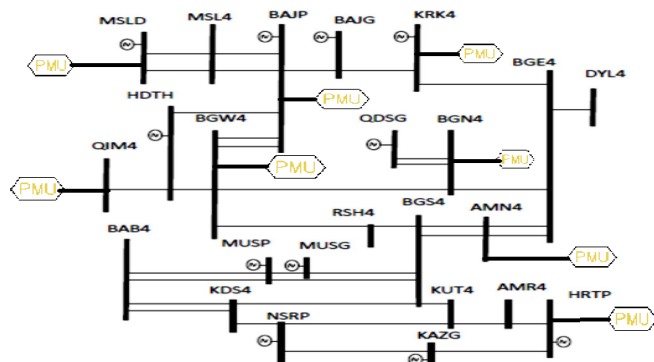 MSLD MSL4 BAJP BAJG KRK4
PMU PMU BGE4 DYL4
HDTH BGW4 PMU QDSG BGN4
QJM4 PMU PMU
PMU
RSH4 BGS4 AMN4
BAB4 MUSP MUSG PMU
KDS4 KUT4 AMR4 HRTP
NSRP KAZG PMU